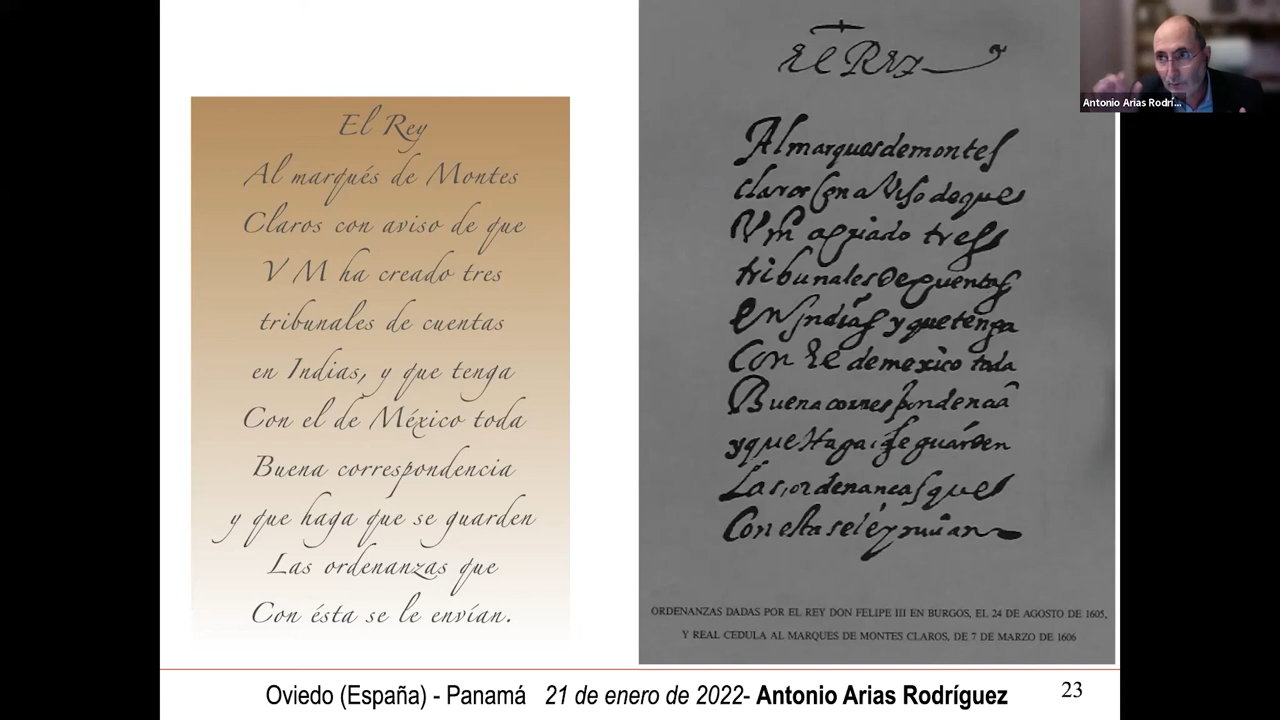 El Rey
Al marqués de Montes
Claros con aviso de que
V M ha creado tres
tribunales de cuentas
en Indias, y que tenga
Con el de México toda
Buena correspondencia
y que haga que se guarden
Las ordenanzas que
Con ésta se le envían.
El Rey
Al marques de montes
claros con aviso de que
Vm a criado tres
tribunales de quentas
en indias y que tenga
Con el de mexico toda
Buena correspondencia
y que Haga q se guarden
Las ordenanças que
Con esta se le
ORDENANZAS DADAS POR EL REY DON FELIPE III EN BURGOS, EL 24 DE AGOSTO DE 1605,
Y REAL CEDULA AL MARQUES DE MONTES CLAROS, DE 7 DE MARZO DE 1606
Antonio Arias Rodrí...
Oviedo (España) - Panamá 21 de enero de 2022- Antonio Arias Rodríguez
23